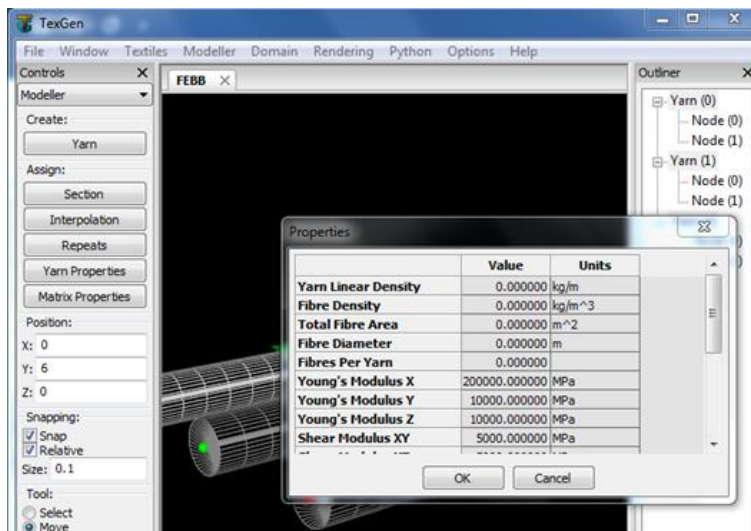 TexGen
File Window Textiles Modeller Domain Rendering Python Options Help
Controls
Modeller
Create:
Yarn
Assign:
Section
Interpolation
Repeats
Yarn Properties
Matrix Properties
Position:
X: 0
Y: 6
Z: 0
Snapping:
Snap
Relative
Size: 0.1
Tool:
Select
Move
FEBB
Outliner
Yarn (0)
Node (0)
Node (1)
Yarn (1)
Node (0)
Node (1)
Properties
Value Units
Yarn Linear Density 0.000000 kg/m
Fibre Density 0.000000 kg/m^3
Total Fibre Area 0.000000 m^2
Fibre Diameter 0.000000 m
Fibres Per Yarn 0.000000
Young's Modulus X 200000.000000 MPa
Young's Modulus Y 10000.000000 MPa
Young's Modulus Z 10000.000000 MPa
Shear Modulus XY 5000.000000 MPa
OK Cancel